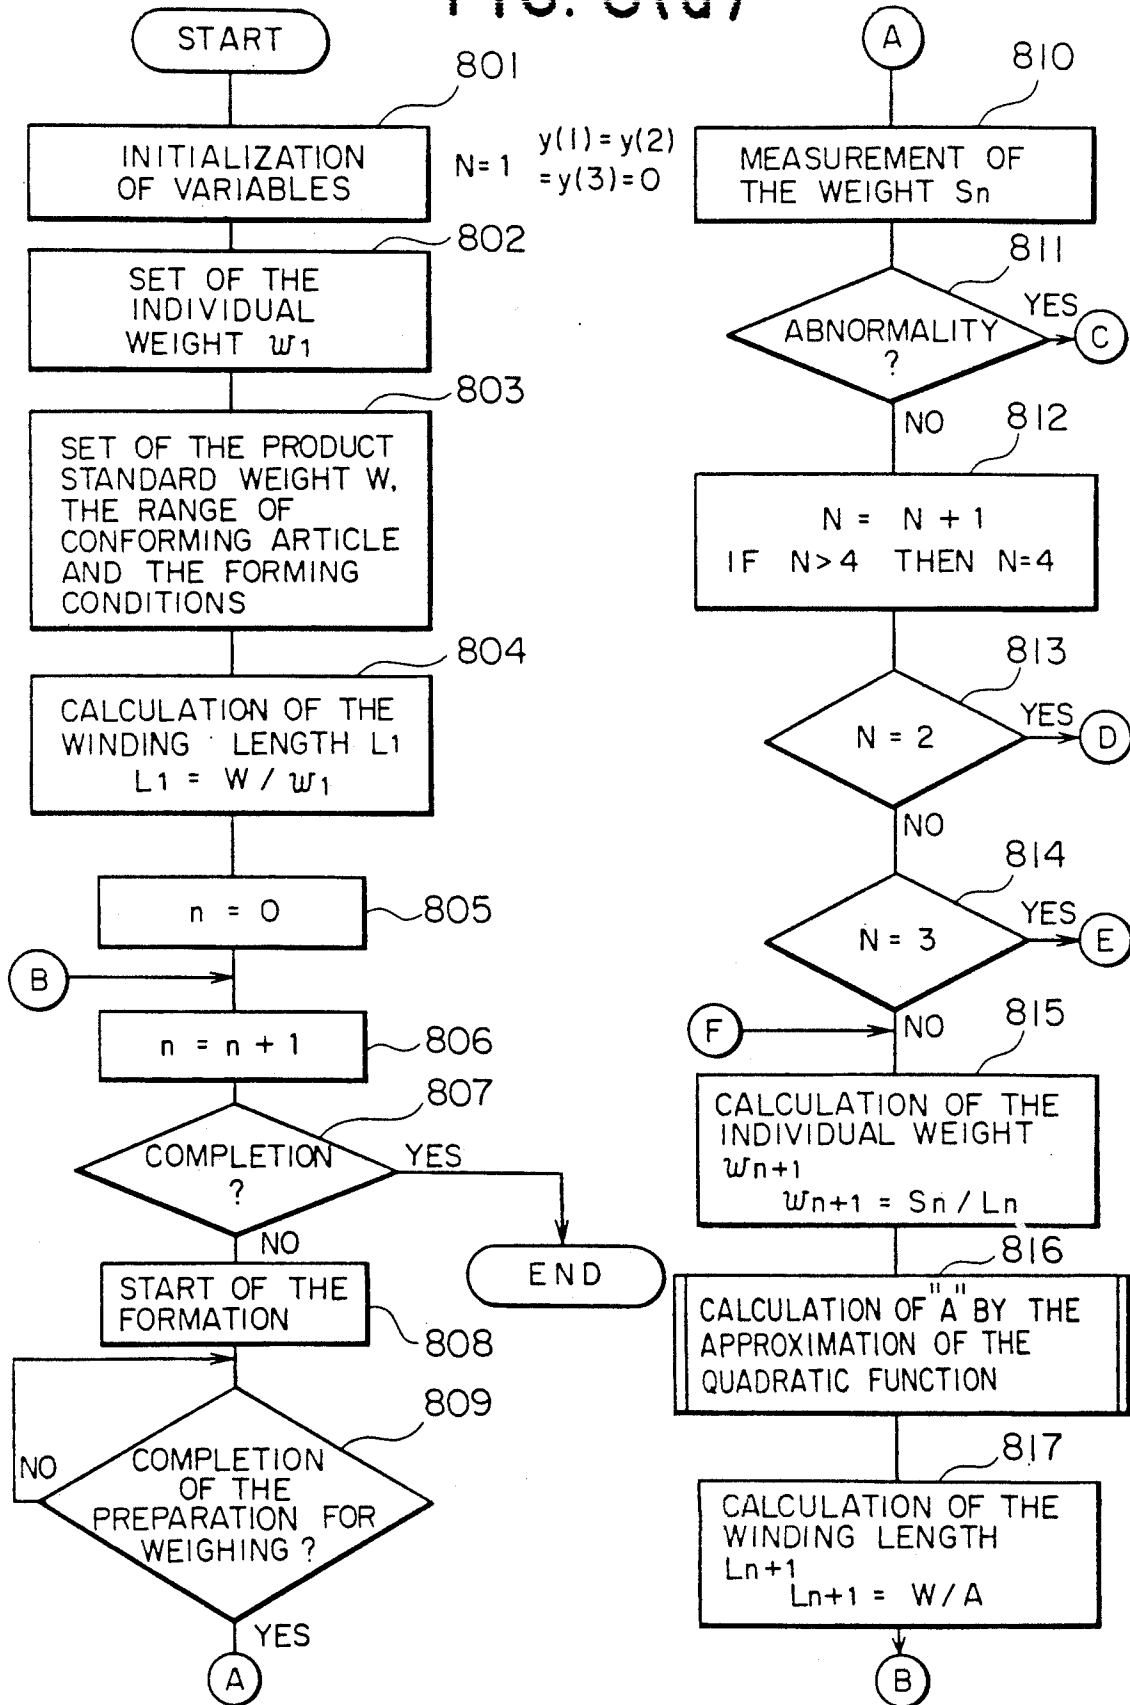 START
801
INITIALIZATION
OF VARIABLES
N=1
y(1)=y(2)
=y(3)=0
802
SET OF THE
INDIVIDUAL
WEIGHT w1
803
SET OF THE PRODUCT
STANDARD WEIGHT W,
THE RANGE OF
CONFORMING ARTICLE
AND THE FORMING
CONDITIONS
804
CALCULATION OF THE
WINDING LENGTH L1
L1 = W / w1
n = 0
805
B
n = n + 1
806
807
COMPLETION
?
YES
NO
END
START OF THE
FORMATION
808
809
NO
COMPLETION
OF THE
PREPARATION FOR
WEIGHING ?
YES
A
A
810
MEASUREMENT OF
THE WEIGHT Sn
811
ABNORMALITY
?
YES
C
NO
812
N = N + 1
IF N>4 THEN N=4
813
N = 2
YES
D
NO
814
N = 3
YES
E
NO
F
815
CALCULATION OF THE
INDIVIDUAL WEIGHT
wn+1
wn+1 = Sn / Ln
816
CALCULATION OF "A" BY THE
APPROXIMATION OF THE
QUADRATIC FUNCTION
817
CALCULATION OF THE
WINDING LENGTH
Ln+1
Ln+1 = W / A
B